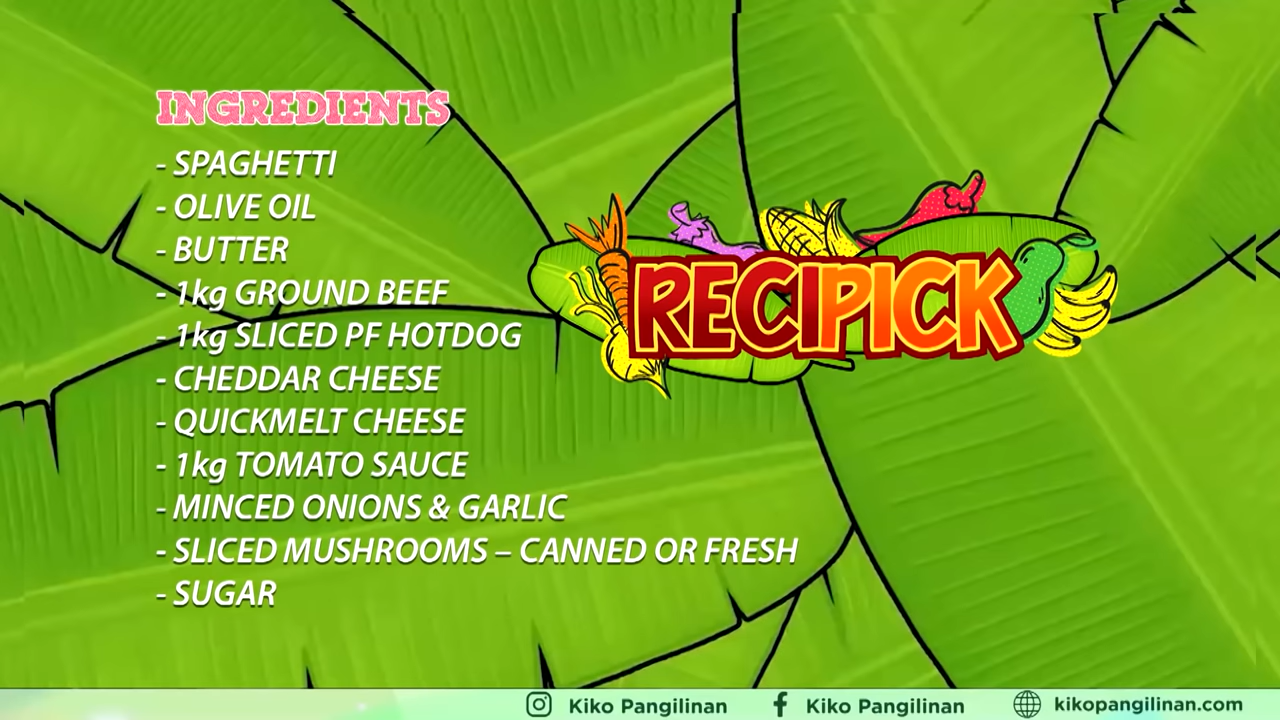 INGREDIENTS
- SPAGHETTI
- OLIVE OIL
- BUTTER
- 1kg GROUND BEEF
- 1kg SLICED PF HOTDOG
- CHEDDAR CHEESE
- QUICKMELT CHEESE
- 1kg TOMATO SAUCE
- MINCED ONIONS & GARLIC
- SLICED MUSHROOMS – CANNED OR FRESH
- SUGAR
RECIPICK
Kiko Pangilinan Kiko Pangilinan kikopangilinan.com